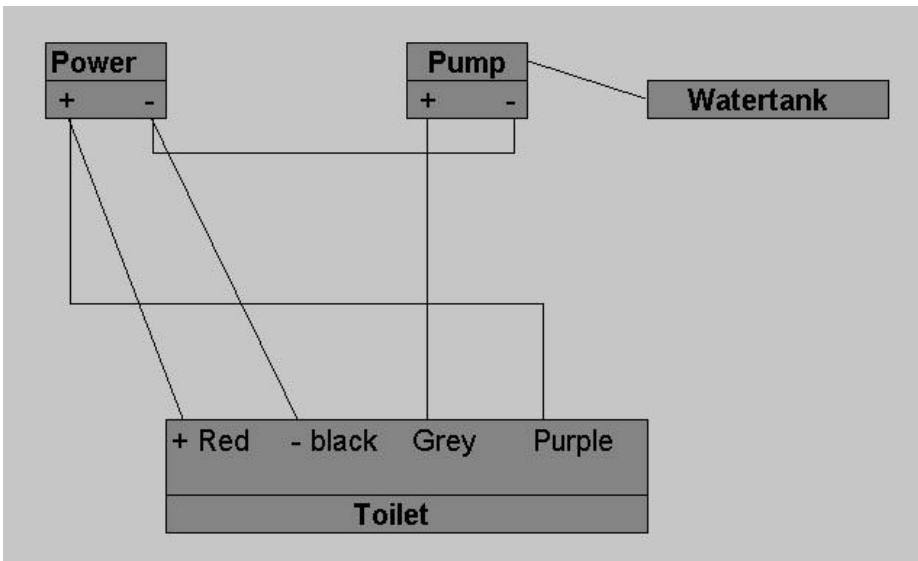 Power
+ -
Pump
+ -
Watertank
+ Red - black Grey Purple
Toilet